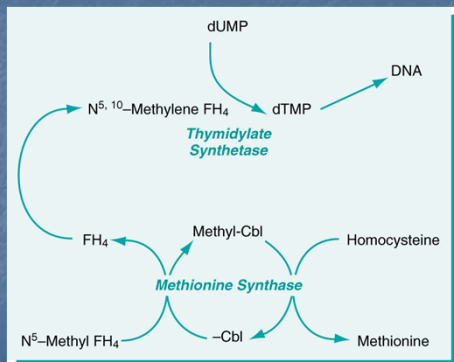 dUMP
DNA
N5, 10–Methylene FH4
dTMP
Thymidylate
Synthetase
FH4
Methyl-Cbl
Homocysteine
Methionine Synthase
N5–Methyl FH4
–Cbl
Methionine